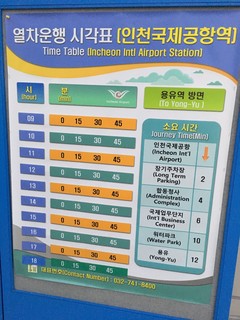 열차운행 시각표 (인천국제공항역)
Time Table (Incheon Intl Airport Station)
시 (hour)
분 (min)
용유역 방면
(To Yong-Yu)
소요 시간
Journey Time(Min)
09 0 15 30 45
10 0 15 30 45
11 0 15 30 45
12 0 15 30 45
13 0 15 30 45
14 0 15 30 45
15 0 15 30 45
16 0 15 30 45
17 0 15 30 45
18 0 15 30 45
인천국제공항
(Incheon Int'l
Airport)
장기주차장
(Long Term
Parking)
2
합동청사
(Administration
Complex)
4
국제업무단지
(Int'l Business
Center)
6
워터파크
(Water Park)
10
용유
(Yong-Yu)
12
대표번호(Contact Number) : 032-741-8400